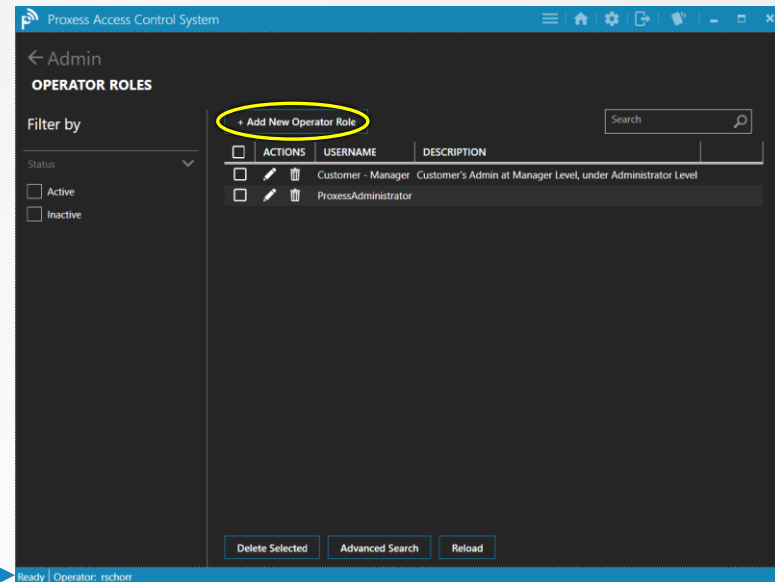 Proxess Access Control System
Admin
OPERATOR ROLES
Filter by
+ Add New Operator Role
Search
ACTIONS USERNAME DESCRIPTION
Status
Customer - Manager Customer's Admin at Manager Level, under Administrator Level
Active
ProxessAdministrator
Inactive
Delete Selected Advanced Search Reload
Ready Operator: rschorr